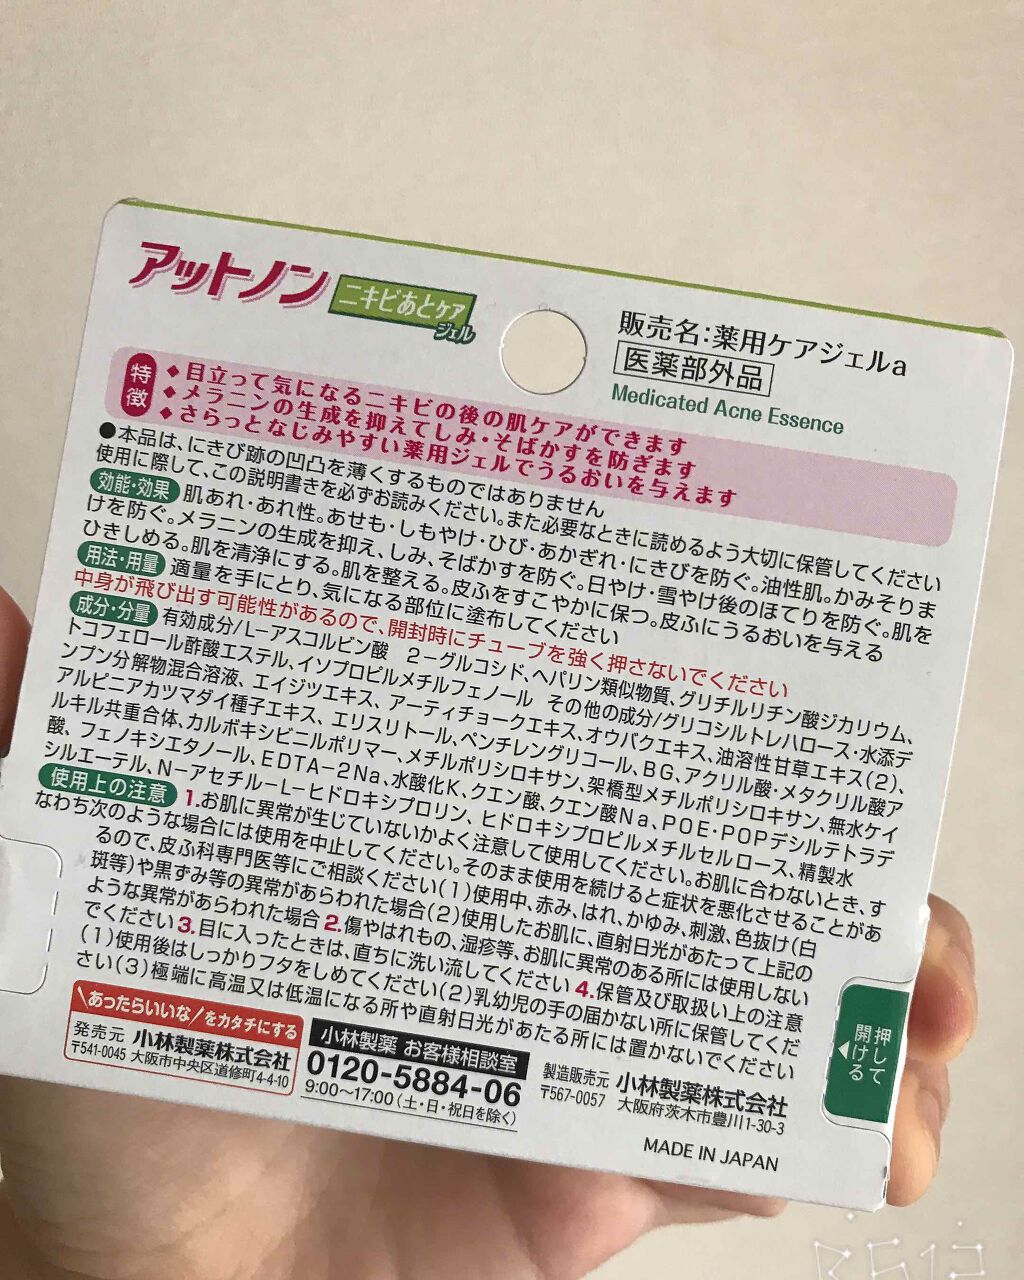 アットノン
ニキビあとケア
ジェル
販売名:薬用ケアジェルa
医薬部外品
Medicated Acne Essence
特徴
◆目立って気になるニキビの後の肌ケアができます
◆メラニンの生成を抑えてしみ・そばかすを防ぎます
◆さらっとなじみやすい薬用ジェルでうるおいを与えます
●本品は、にきび跡の凹凸を薄くするものではありません
使用に際して、この説明書きを必ずお読みください。また必要なときに読めるよう大切に保管してください
効能・効果 肌あれ・あれ性。あせも・しもやけ・ひび・あかぎれ・にきびを防ぐ。油性肌。かみそりま
けを防ぐ。メラニンの生成を抑え、しみ、そばかすを防ぐ。日やけ・雪やけ後のほてりを防ぐ。肌を
ひきしめる。肌を清浄にする。肌を整える。皮ふをすこやかに保つ。皮ふにうるおいを与える
用法・用量 適量を手にとり、気になる部位に塗布してください
中身が飛び出す可能性があるので、開封時にチューブを強く押さないでください
成分・分量 有効成分/L-アスコルビン酸 2-グルコシド、ヘパリン類似物質、グリチルリチン酸ジカリウム、
トコフェロール酢酸エステル、イソプロピルメチルフェノール その他の成分/グリコシルトレハロース・水添デ
ンプン分解物混合溶液、エイジツエキス、アーティチョークエキス、オウバクエキス、油溶性甘草エキス(2)、
アルピニアカツマダイ種子エキス、エリスリトール、ペンチレングリコール、BG、アクリル酸・メタクリル酸ア
ルキル共重合体、カルボキシビニルポリマー、メチルポリシロキサン、架橋型メチルポリシロキサン、無水ケイ
酸、フェノキシエタノール、EDTA-2Na、水酸化K、クエン酸、クエン酸Na、POE・POPデシルテトラデ
シルエーテル、N-アセチル-L-ヒドロキシプロリン、ヒドロキシプロピルメチルセルロース、精製水
使用上の注意 1.お肌に異常が生じていないかよく注意して使用してください。お肌に合わないとき、す
なわち次のような場合には使用を中止してください。そのまま使用を続けると症状を悪化させることがあ
るので、皮ふ科専門医等にご相談ください(1)使用中、赤み、はれ、かゆみ、刺激、色抜け(白
斑等)や黒ずみ等の異常があらわれた場合(2)使用したお肌に、直射日光があたって上記の
ような異常があらわれた場合 2.傷やはれもの、湿疹等、お肌に異常のある所には使用しない
でください 3.目に入ったときは、直ちに洗い流してください 4.保管及び取扱い上の注意
(1)使用後はしっかりフタをしめてください(2)乳幼児の手の届かない所に保管してくだ
さい(3)極端に高温又は低温になる所や直射日光があたる所には置かないでください
\あったらいいな/をカタチにする
発売元 小林製薬株式会社
〒541-0045 大阪市中央区道修町4-4-10
小林製薬 お客様相談室
0120-5884-06
9:00~17:00(土・日・祝日を除く)
製造販売元 小林製薬株式会社
〒567-0057 大阪府茨木市豊川1-30-3
MADE IN JAPAN
押して
開ける
B612